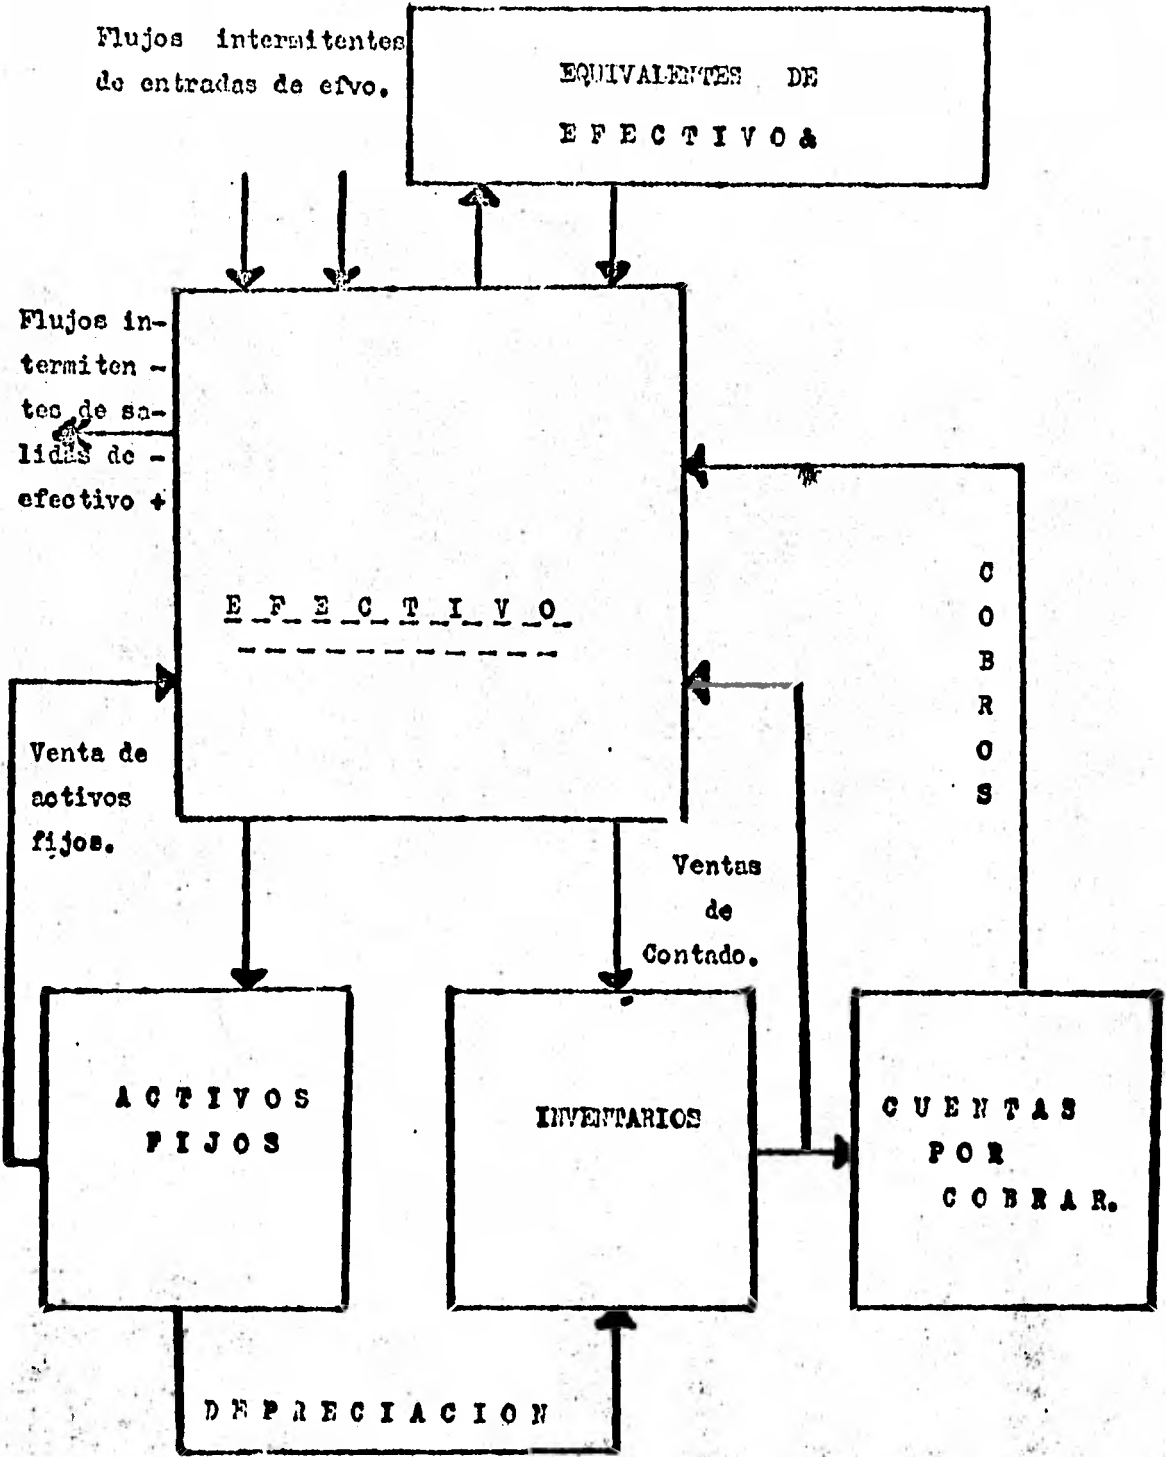 Flujos intermitentes
de entradas de efvo.
EQUIVALENTES DE
E F E C T I V O &
Flujos in-
termiten -
tes de sa-
lidas de -
efectivo +
E F E C T I V O
C
O
B
R
O
S
Venta de
activos
fijos.
Ventas
de
Contado.
A C T I V O S
F I J O S
INVENTARIOS
C U E N T A S
P O R
C O B R A R.
D E P R E C I A C I O N